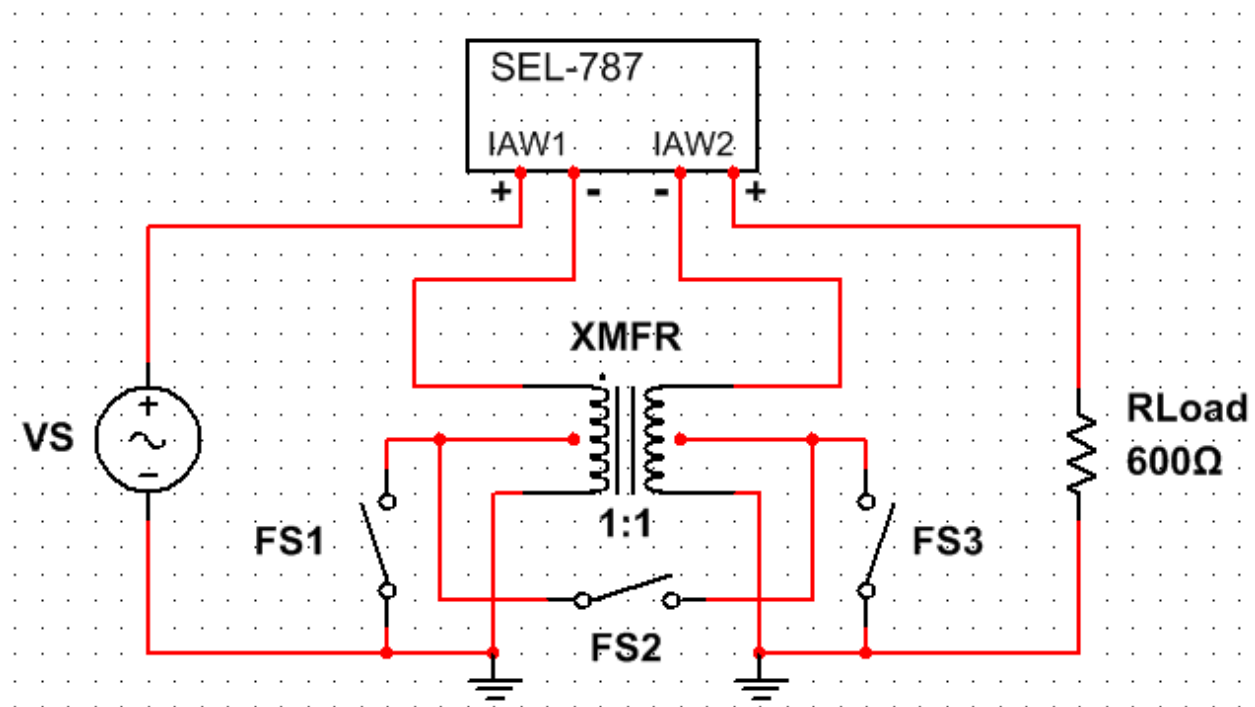 SEL-787
IAW1 IAW2
+ - - +
XMFR
VS
+
−
RLoad
600Ω
1:1
FS1
FS3
FS2